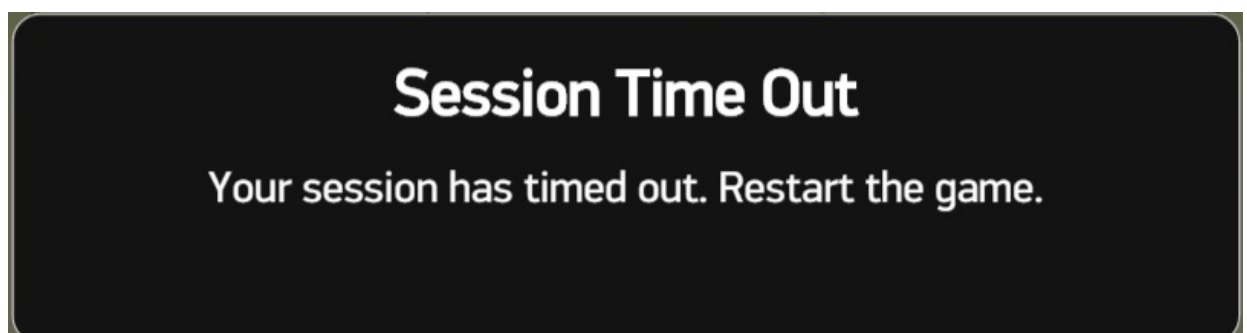 Session Time Out
Your session has timed out. Restart the game.